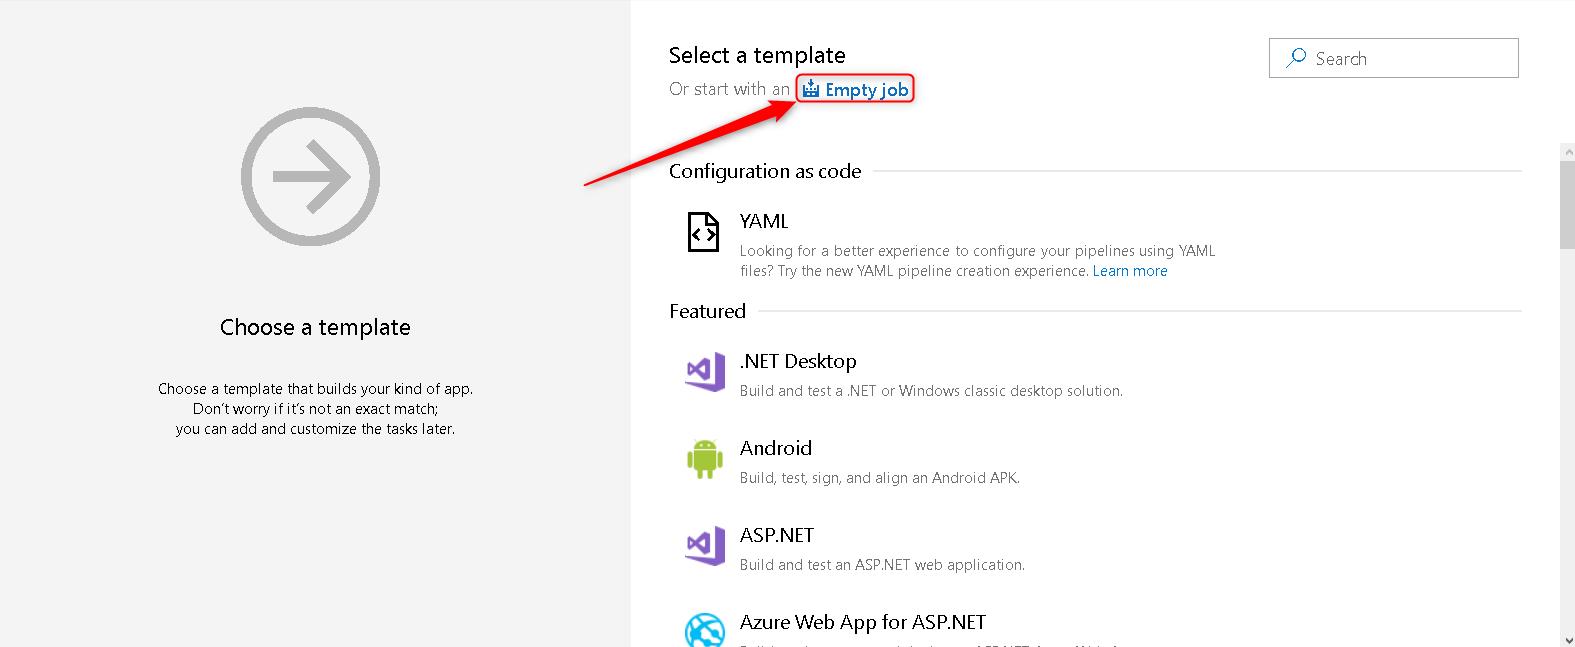 Choose a template
Choose a template that builds your kind of app.
Don't worry if it's not an exact match;
you can add and customize the tasks later.
Select a template
Or start with an Empty job
Search
Configuration as code
YAML
Looking for a better experience to configure your pipelines using YAML
files? Try the new YAML pipeline creation experience. Learn more
Featured
.NET Desktop
Build and test a .NET or Windows classic desktop solution.
Android
Build, test, sign, and align an Android APK.
ASP.NET
Build and test an ASP.NET web application.
Azure Web App for ASP.NET